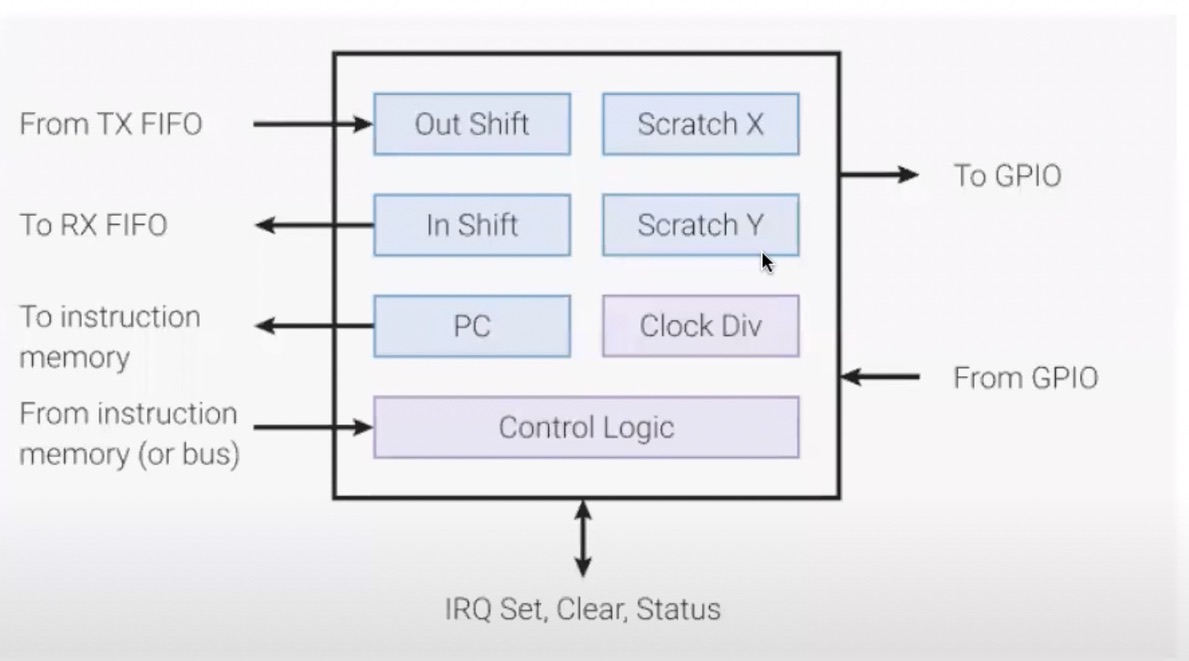 From TX FIFO
Out Shift
Scratch X
To GPIO
To RX FIFO
In Shift
Scratch Y
To instruction
memory
PC
Clock Div
From GPIO
From instruction
memory (or bus)
Control Logic
IRQ Set, Clear, Status